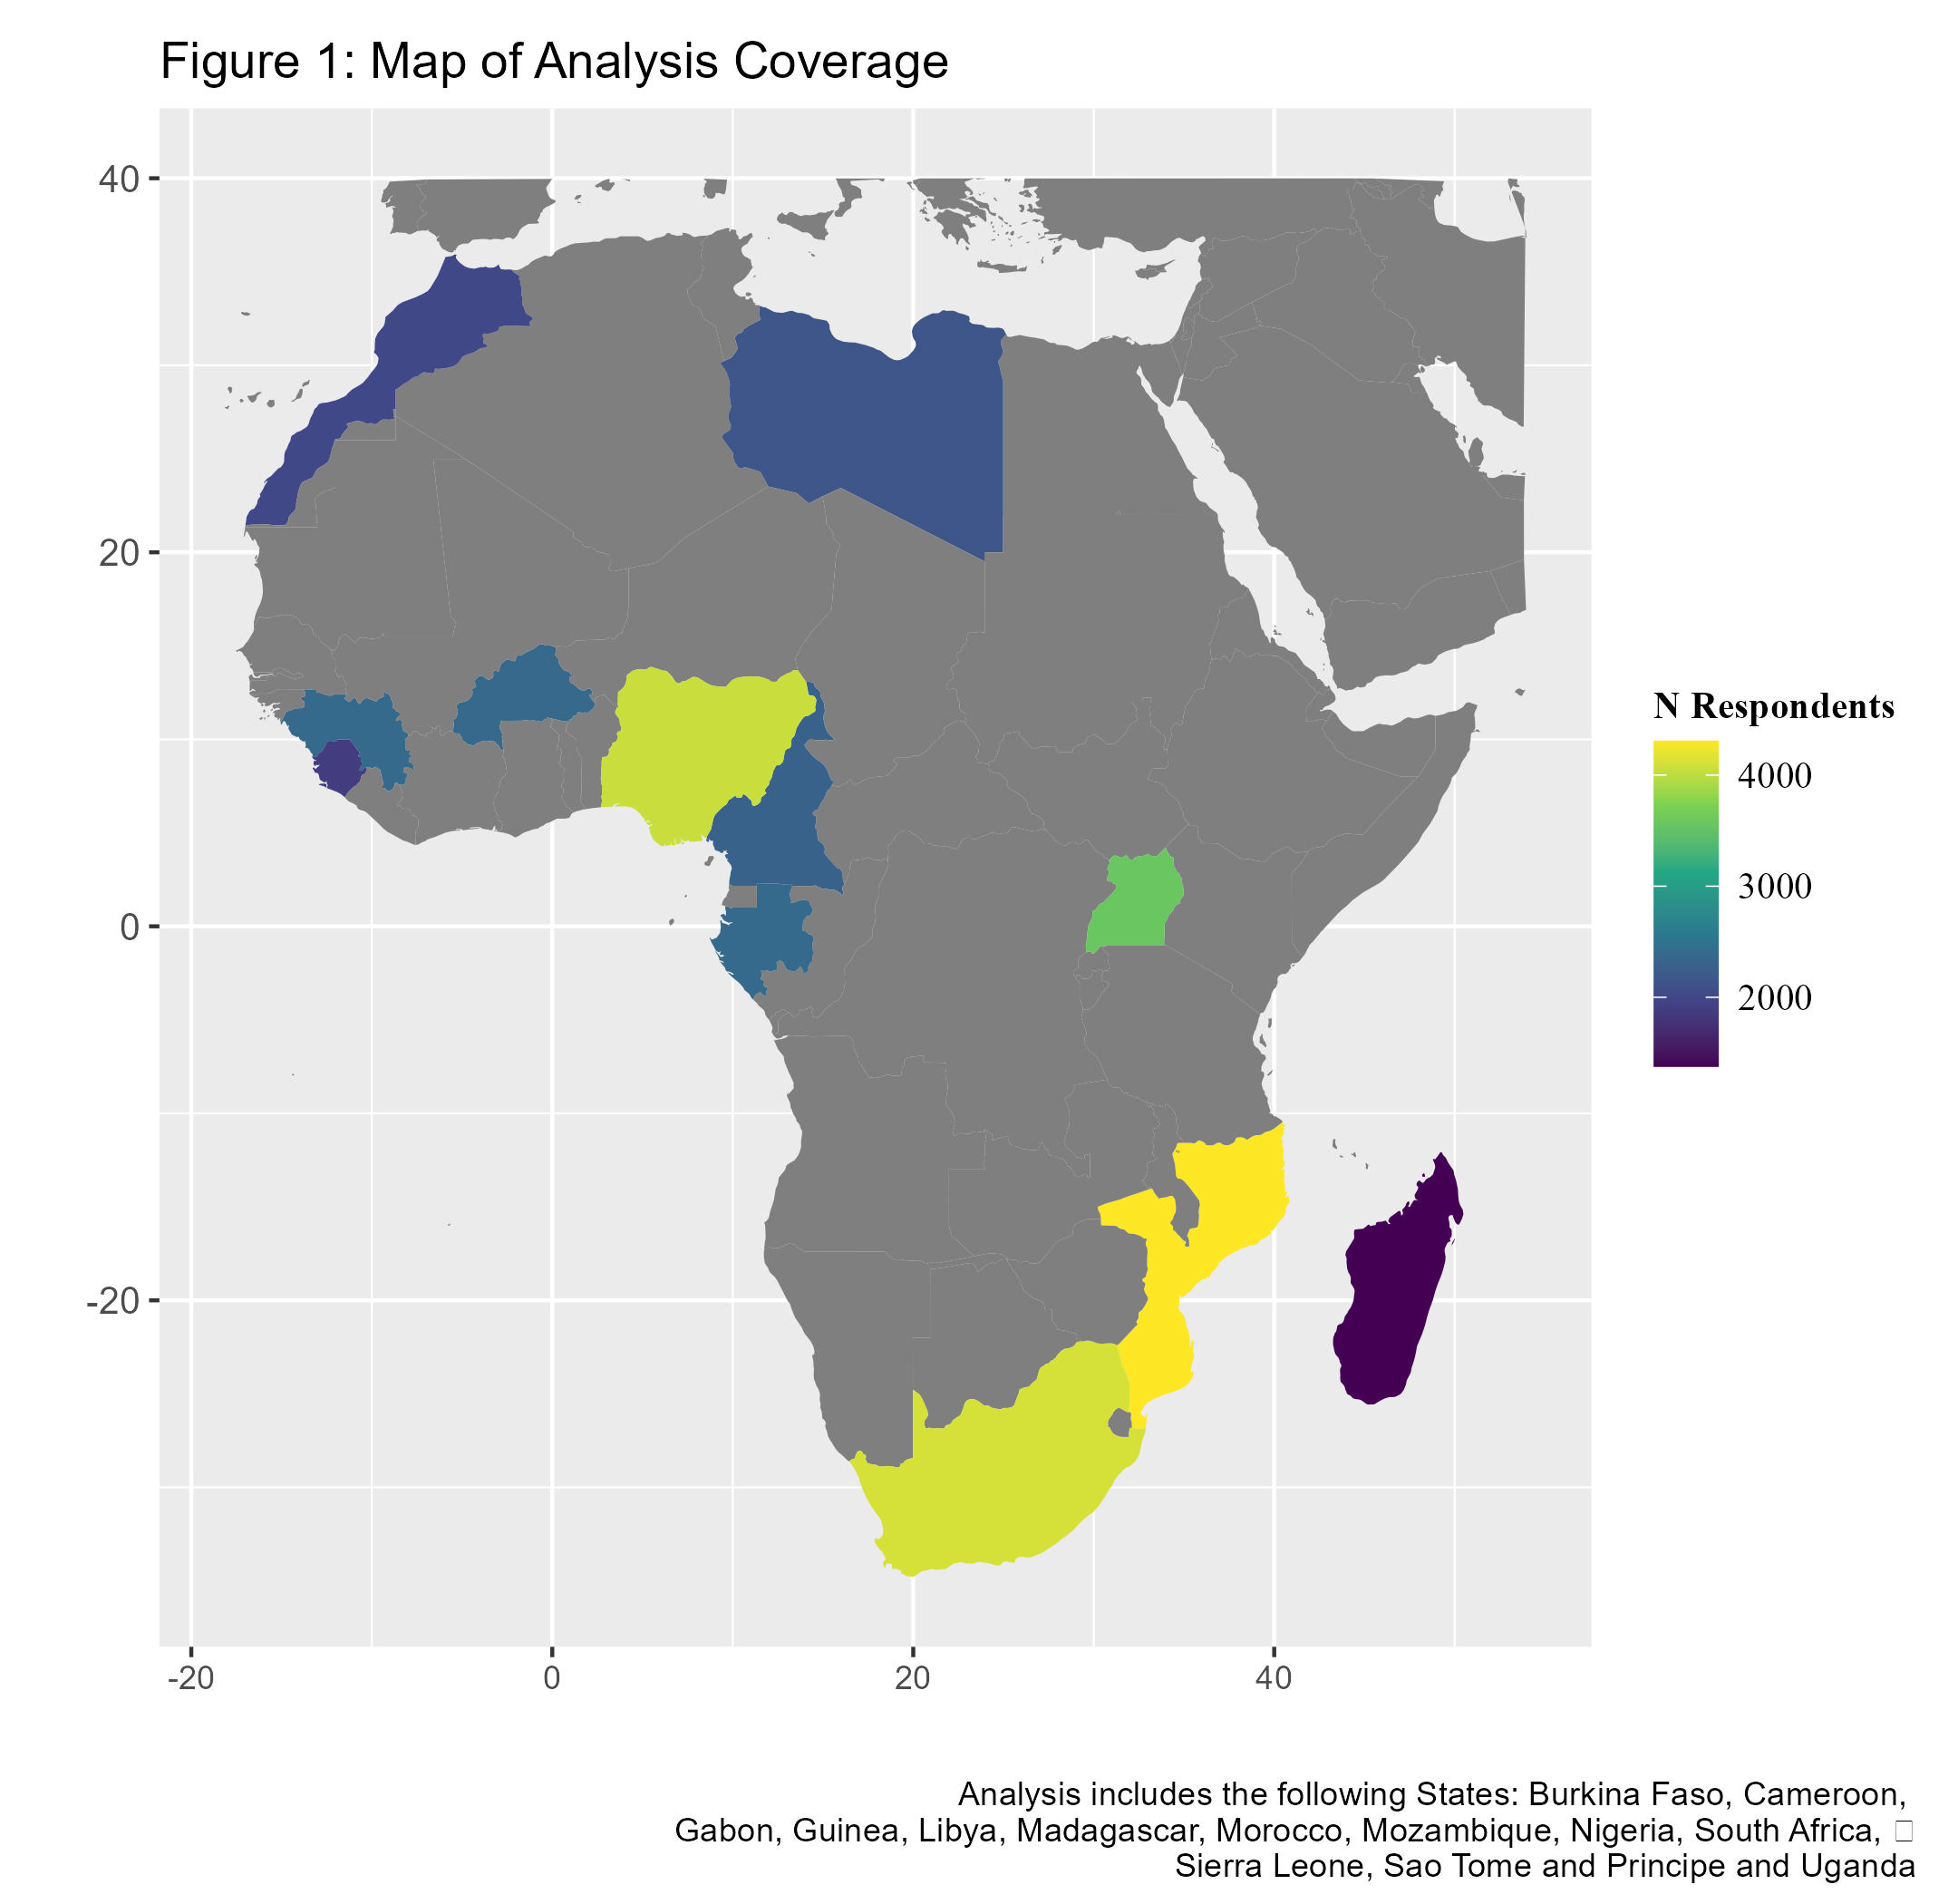 Figure 1: Map of Analysis Coverage
40
20
0
-20
-20
0
20
40
N Respondents
4000
3000
2000
Analysis includes the following States: Burkina Faso, Cameroon,
Gabon, Guinea, Libya, Madagascar, Morocco, Mozambique, Nigeria, South Africa, □
Sierra Leone, Sao Tome and Principe and Uganda